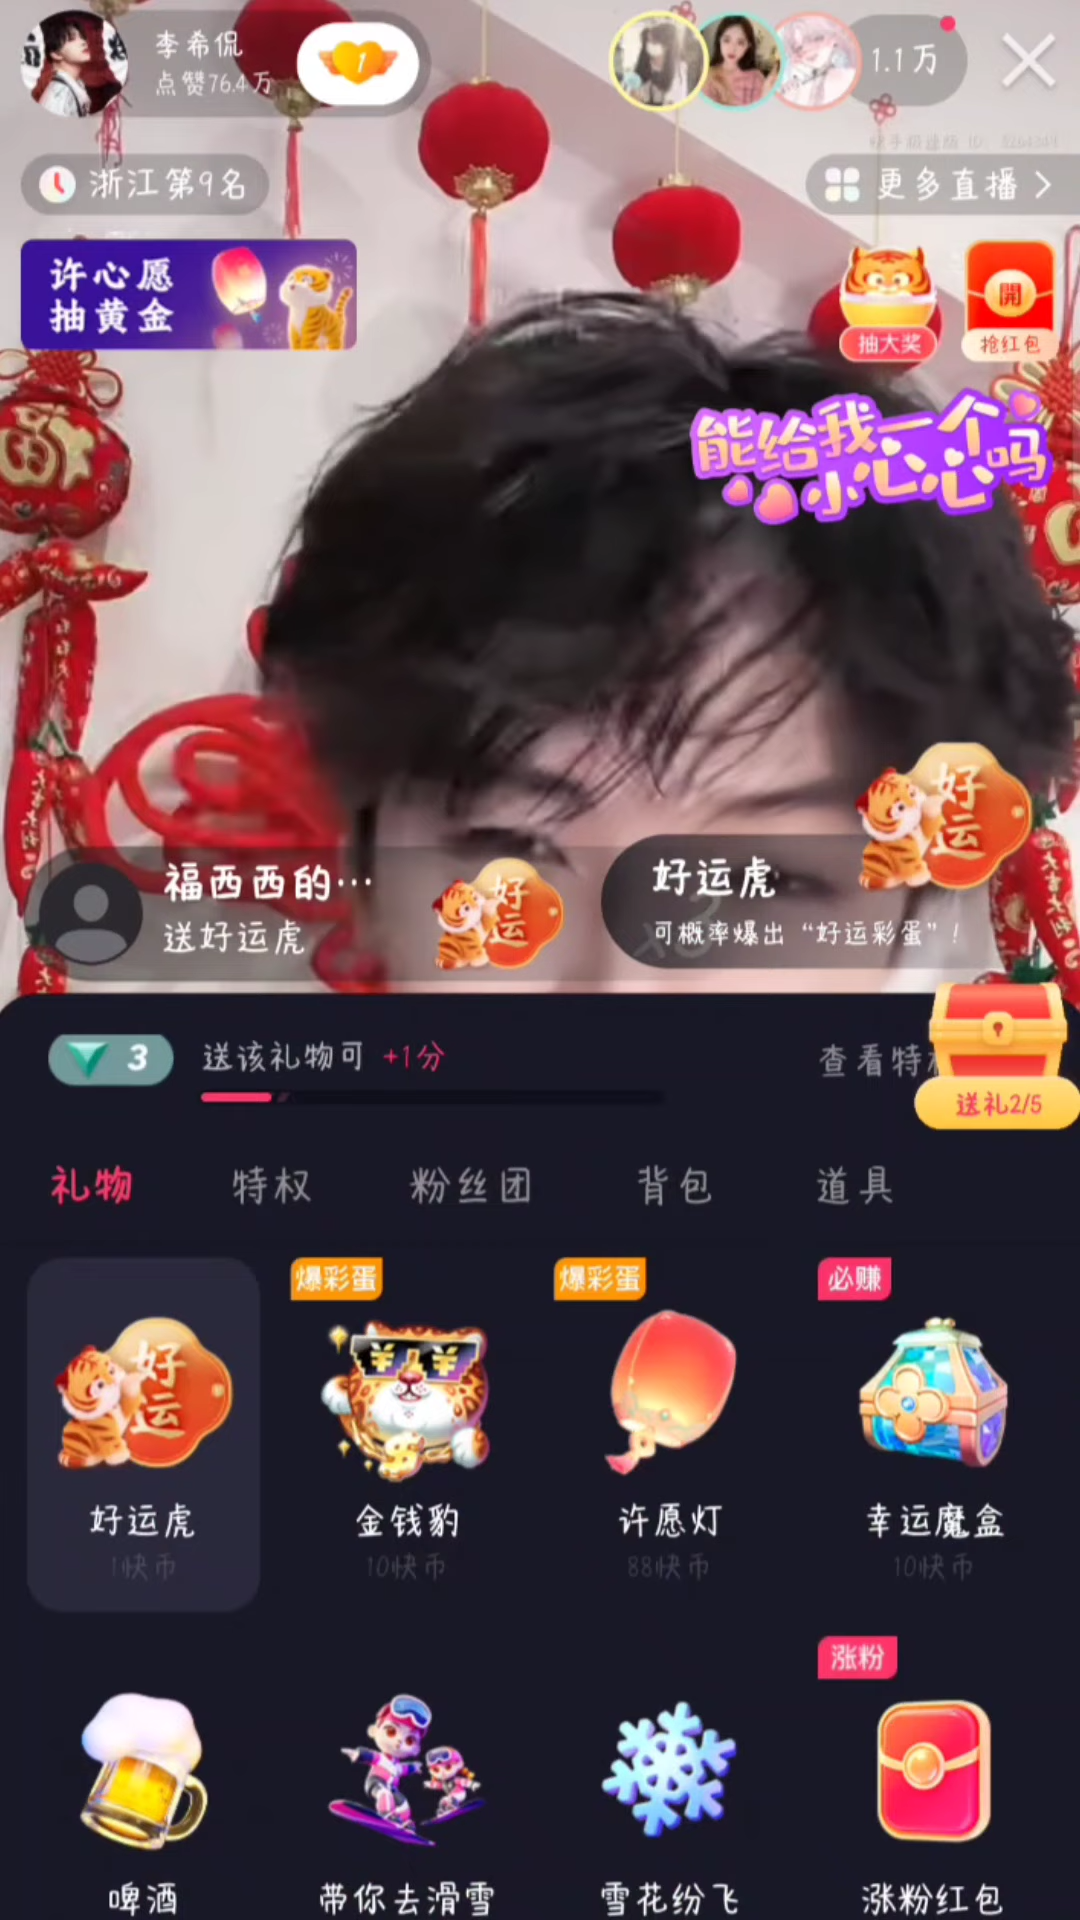 李希侃
点赞76.4万
1
1.1万
快手极速版 ID:
浙江第9名
更多直播
许心愿
抽黄金
開
抽大奖
抢红包
能给我一个
小心心吗
福
好运
福西西的…
送好运虎
好运
好运虎
可概率爆出“好运彩蛋”!
3
送该礼物可 +1分
查看特
送礼2/5
礼物
特权
粉丝团
背包
道具
爆彩蛋
爆彩蛋
必赚
好运
好运虎
金钱豹
许愿灯
幸运魔盒
1快币
10快币
88快币
10快币
涨粉
啤酒
带你去滑雪
雪花纷飞
涨粉红包